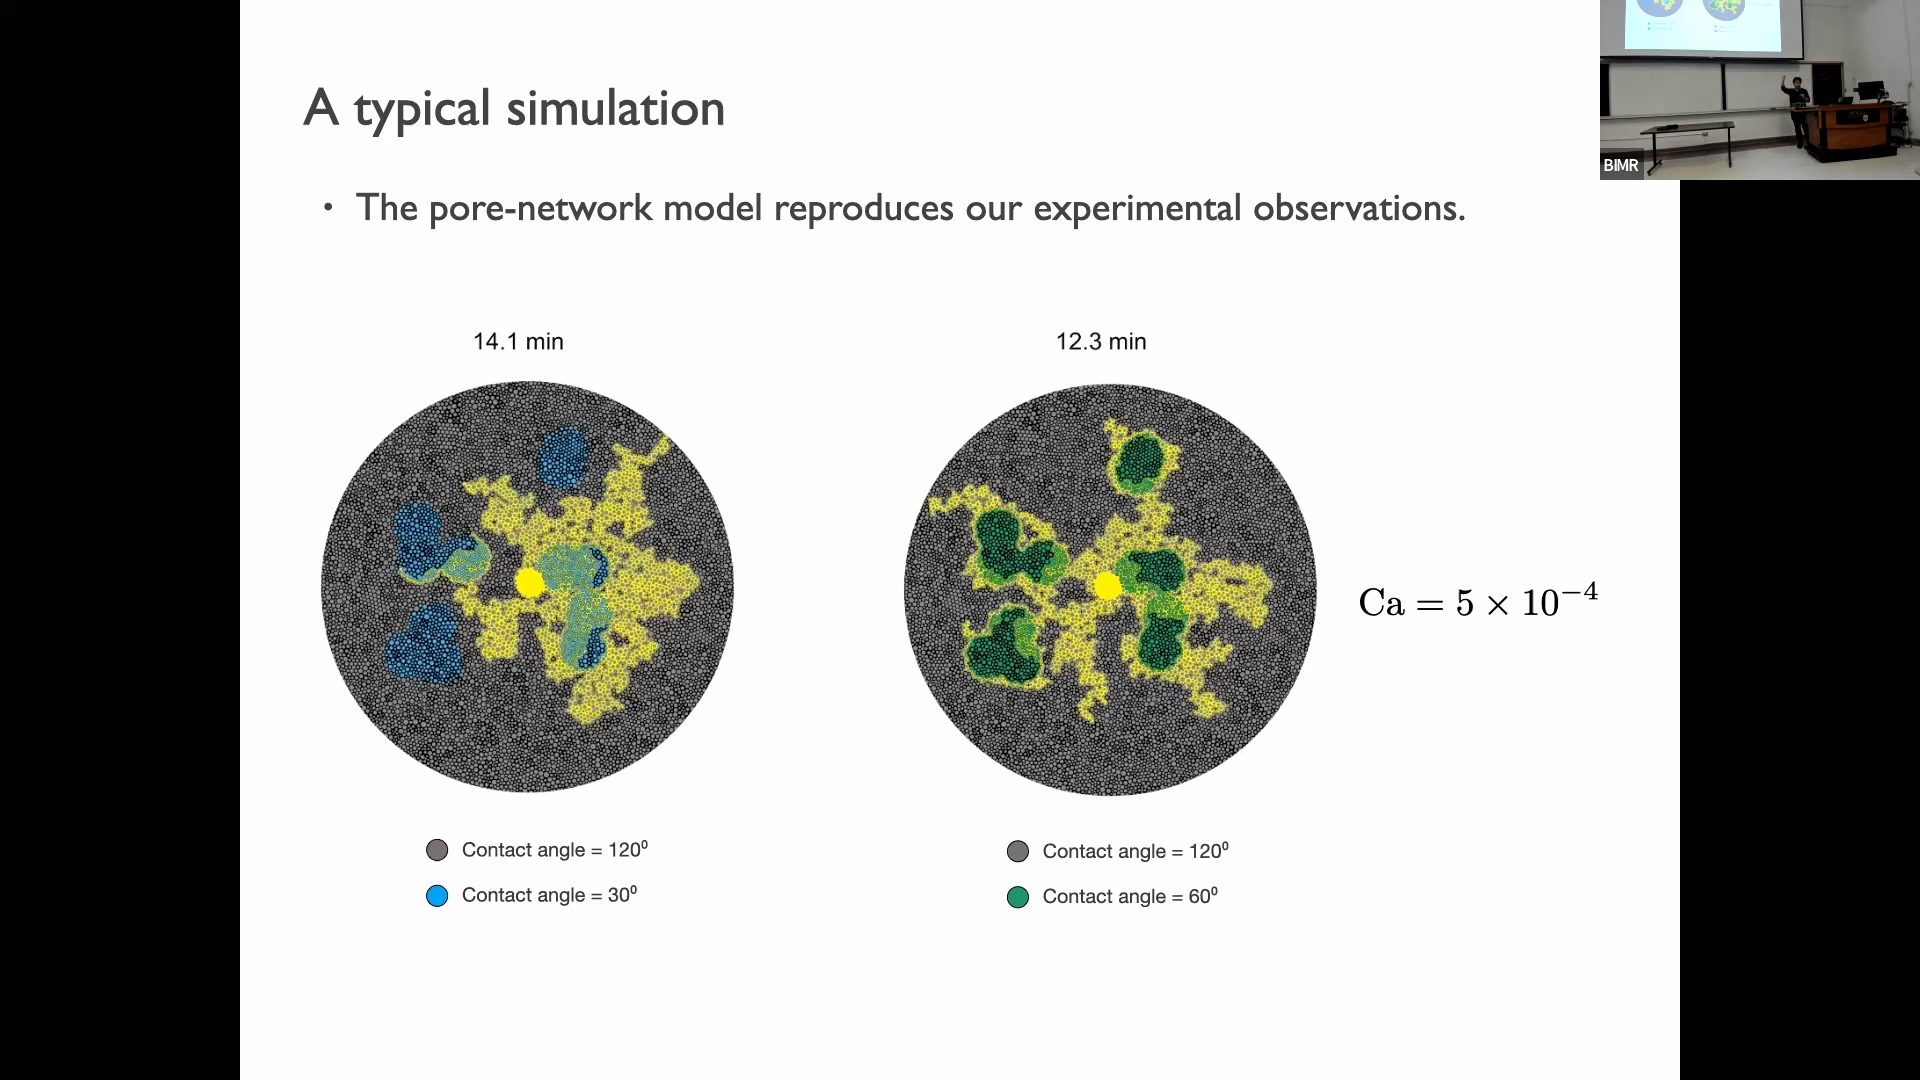 A typical simulation
• The pore-network model reproduces our experimental observations.
14.1 min
12.3 min
Ca = 5 × 10⁻⁴
Contact angle = 120⁰
Contact angle = 30⁰
Contact angle = 120⁰
Contact angle = 60⁰
BIMR